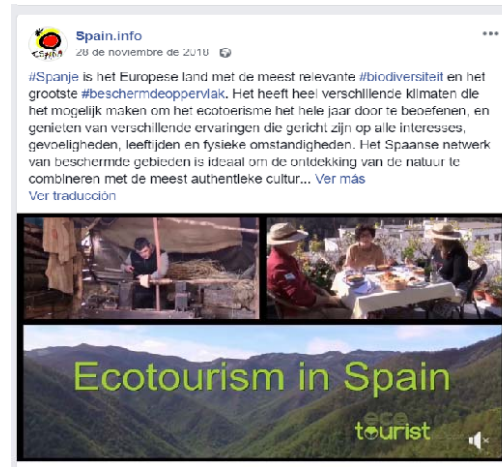 Spain.info
28 de noviembre de 2018
#Spanje is het Europese land met de meest relevante #biodiversiteit en het
grootste #beschermdeoppervlak. Het heeft heel verschillende klimaten die
het mogelijk maken om het ecotoerisme het hele jaar door te beoefenen, en
genieten van verschillende ervaringen die gericht zijn op alle interesses,
gevoeligheden, leeftijden en fysieke omstandigheden. Het Spaanse netwerk
van beschermde gebieden is ideaal om de ontdekking van de natuur te
combineren met de meest authentieke cultur... Ver más
Ver traducción
Ecotourism in Spain
eco
tourist